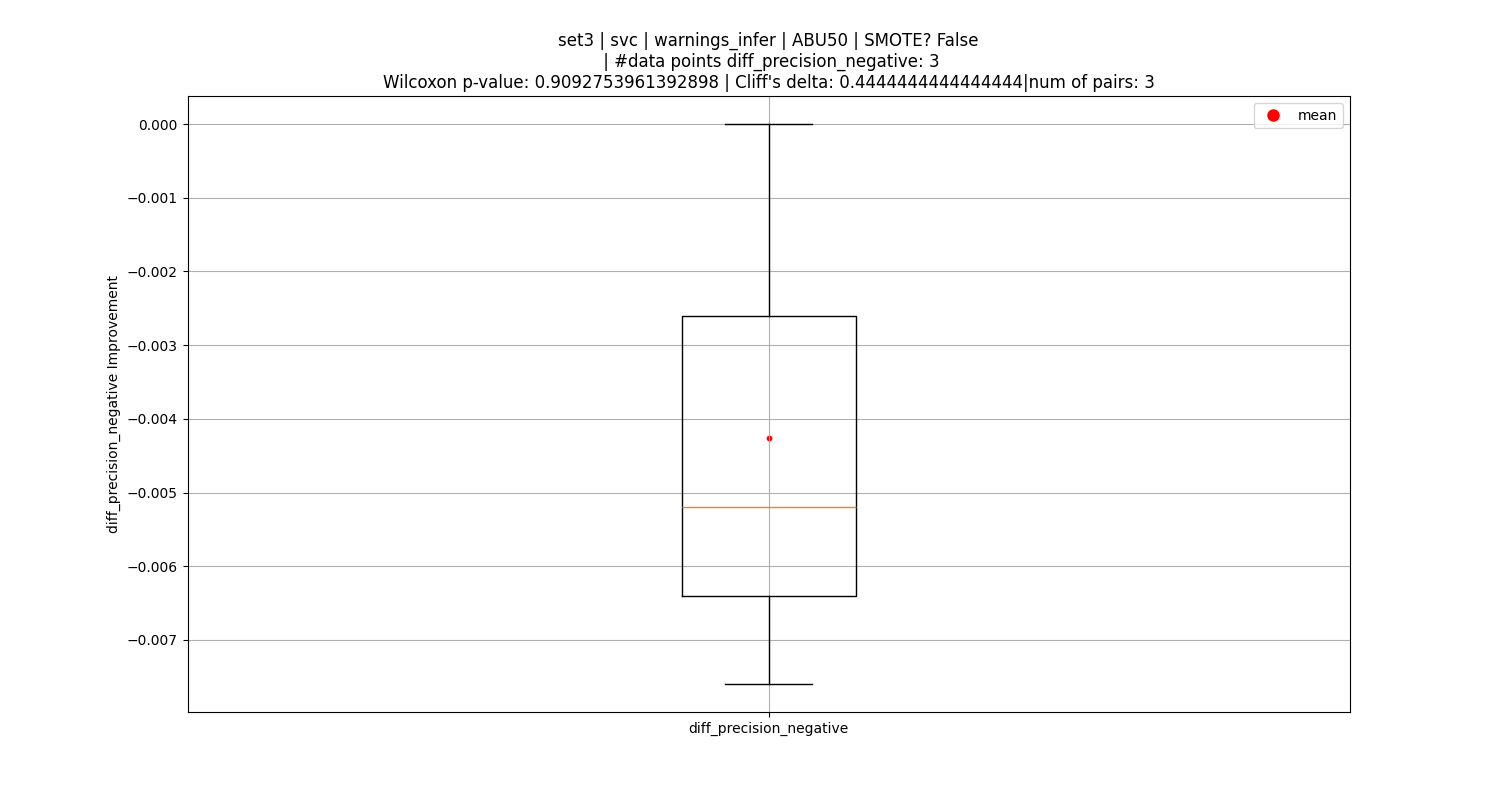 set3 | svc | warnings_infer | ABU50 | SMOTE? False
| #data points diff_precision_negative: 3
Wilcoxon p-value: 0.9092753961392898 | Cliff's delta: 0.4444444444444444|num of pairs: 3
mean
0.000
−0.001
−0.002
−0.003
−0.004
−0.005
−0.006
−0.007
diff_precision_negative Improvement
diff_precision_negative